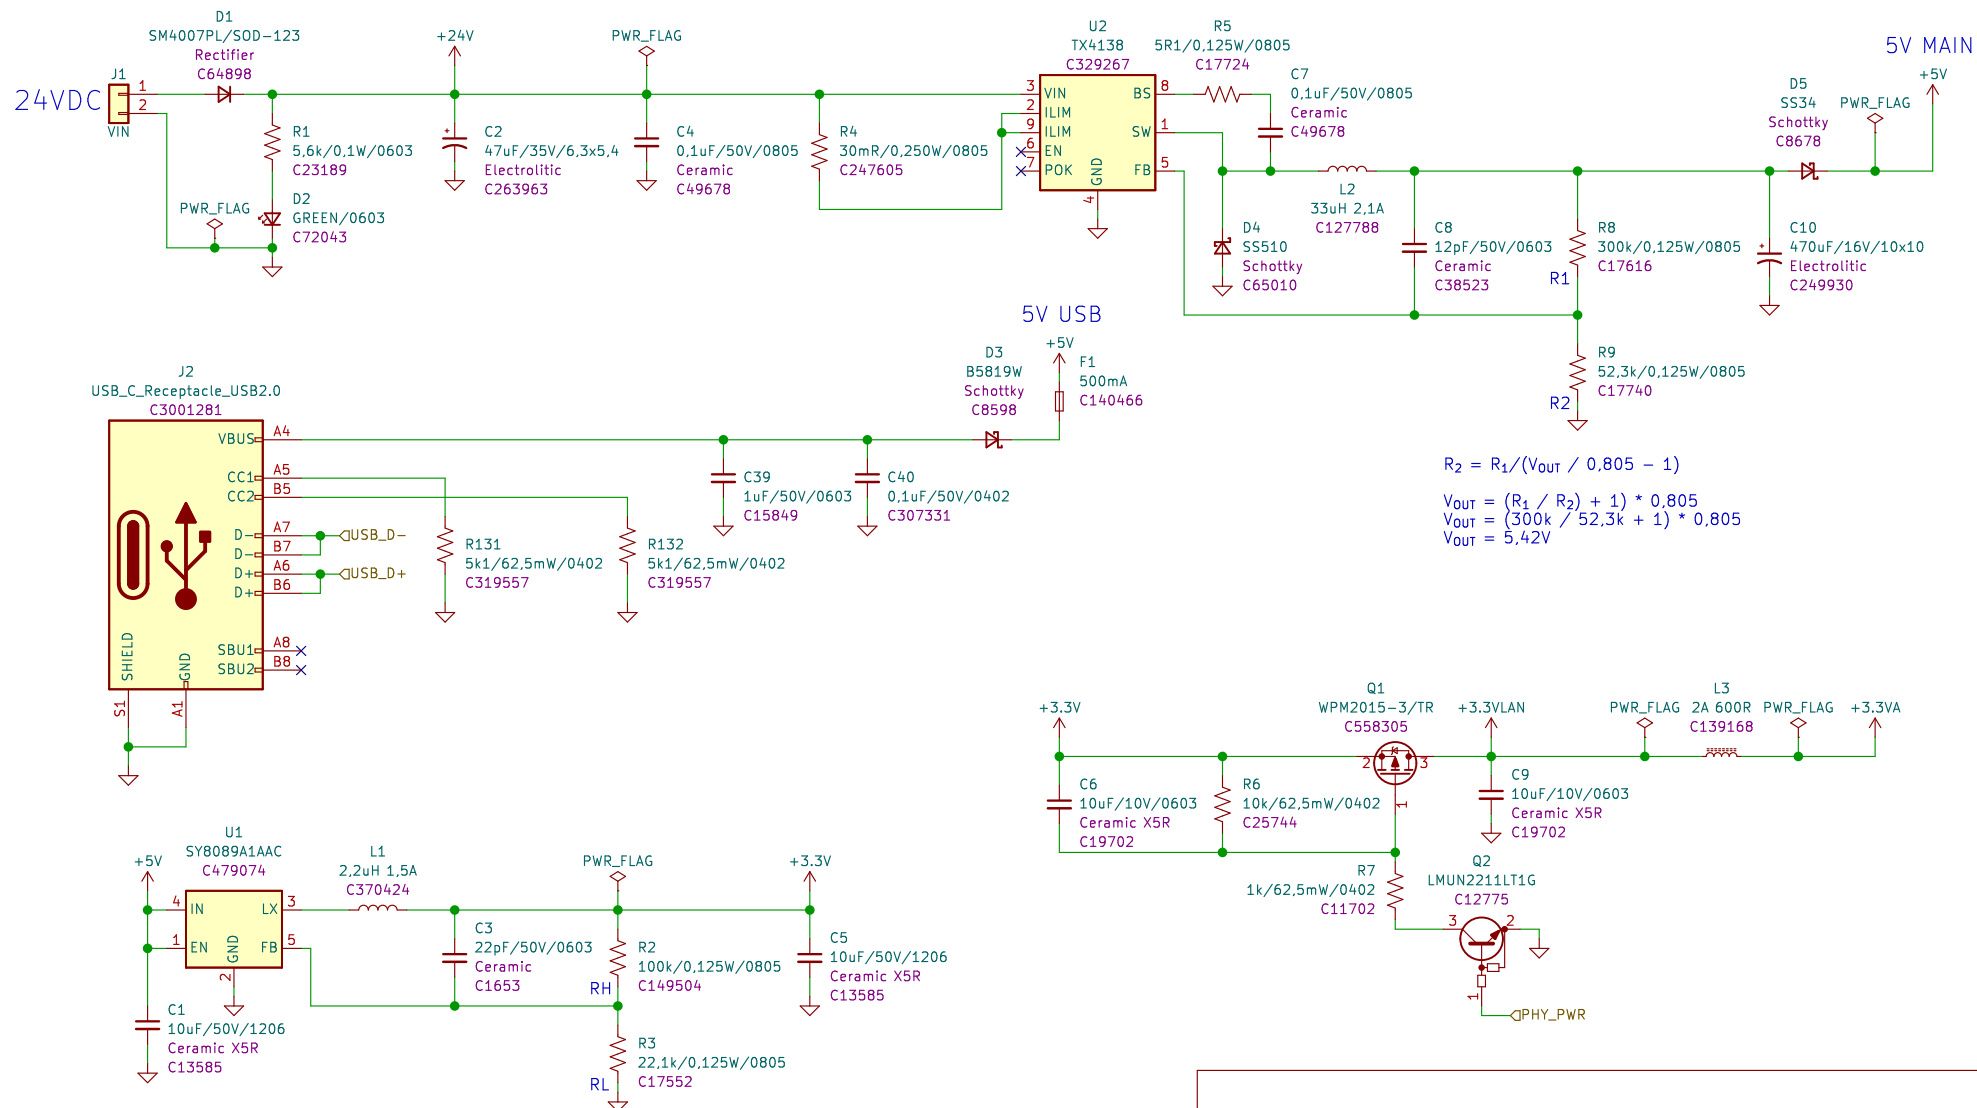 D1
SM4007PL/SOD-123
Rectifier
C64898
J1
1
2
24VDC
VIN
+24V
PWR_FLAG
R1
5,6k/0,1W/0603
C23189
D2
GREEN/0603
C72043
PWR_FLAG
C2
47uF/35V/6,3x5,4
Electrolitic
C263963
C4
0,1uF/50V/0805
Ceramic
C49678
R4
30mR/0,250W/0805
C247605
U2
TX4138
C329267
3 VIN
2 ILIM
9 ILIM
6 EN
7 POK
GND
4
BS 8
SW 1
FB 5
R5
5R1/0,125W/0805
C17724
C7
0,1uF/50V/0805
Ceramic
C49678
D4
SS510
Schottky
C65010
L2
33uH 2,1A
C127788
C8
12pF/50V/0603
Ceramic
C38523
R8
300k/0,125W/0805
C17616
R1
R9
52,3k/0,125W/0805
C17740
R2
C10
470uF/16V/10x10
Electrolitic
C249930
D5
SS34
Schottky
C8678
PWR_FLAG
5V MAIN
+5V
R2 = R1/(VOUT / 0,805 - 1)
VOUT = (R1 / R2) + 1) * 0,805
VOUT = (300k / 52,3k + 1) * 0,805
VOUT = 5,42V
5V USB
+5V
F1
500mA
C140466
D3
B5819W
Schottky
C8598
J2
USB_C_Receptacle_USB2.0
C3001281
VBUS A4
CC1 A5
CC2 B5
D- A7
D- B7
D+ A6
D+ B6
SBU1 A8
SBU2 B8
SHIELD
GND
S1
A1
USB_D-
USB_D+
R131
5k1/62,5mW/0402
C319557
R132
5k1/62,5mW/0402
C319557
C39
1uF/50V/0603
C15849
C40
0,1uF/50V/0402
C307331
+5V
U1
SY8089A1AAC
C479074
4 IN
1 EN
GND
2
LX 3
FB 5
L1
2,2uH 1,5A
C370424
C1
10uF/50V/1206
Ceramic X5R
C13585
C3
22pF/50V/0603
Ceramic
C1653
PWR_FLAG
R2
100k/0,125W/0805
C149504
RH
R3
22,1k/0,125W/0805
C17552
RL
+3.3V
C5
10uF/50V/1206
Ceramic X5R
C13585
+3.3V
C6
10uF/10V/0603
Ceramic X5R
C19702
R6
10k/62,5mW/0402
C25744
Q1
WPM2015-3/TR
C558305
2
3
1
+3.3VLAN
C9
10uF/10V/0603
Ceramic X5R
C19702
PWR_FLAG
L3
2A 600R
C139168
PWR_FLAG
+3.3VA
R7
1k/62,5mW/0402
C11702
Q2
LMUN2211LT1G
C12775
3
2
1
PHY_PWR